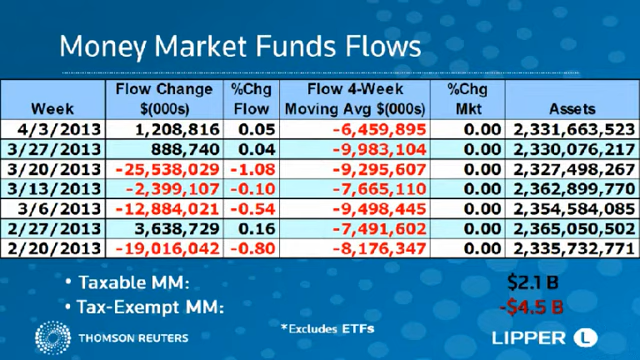 Money Market Funds Flows
Flow Change %Chg Flow 4-Week %Chg
Week $(000s) Flow Moving Avg $(000s) Mkt Assets
4/3/2013 1,208,816 0.05 -6,459,895 0.00 2,331,663,523
3/27/2013 888,740 0.04 -9,983,104 0.00 2,330,076,217
3/20/2013 -25,538,029 -1.08 -9,295,607 0.00 2,327,498,267
3/13/2013 -2,399,107 -0.10 -7,665,110 0.00 2,362,899,770
3/6/2013 -12,884,021 -0.54 -9,498,445 0.00 2,354,584,085
2/27/2013 3,638,729 0.16 -7,491,602 0.00 2,365,050,502
2/20/2013 -19,016,042 -0.80 -8,176,347 0.00 2,335,732,771
• Taxable MM: $2.1 B
• Tax-Exempt MM: -$4.5 B
THOMSON REUTERS *Excludes ETFs LIPPER L